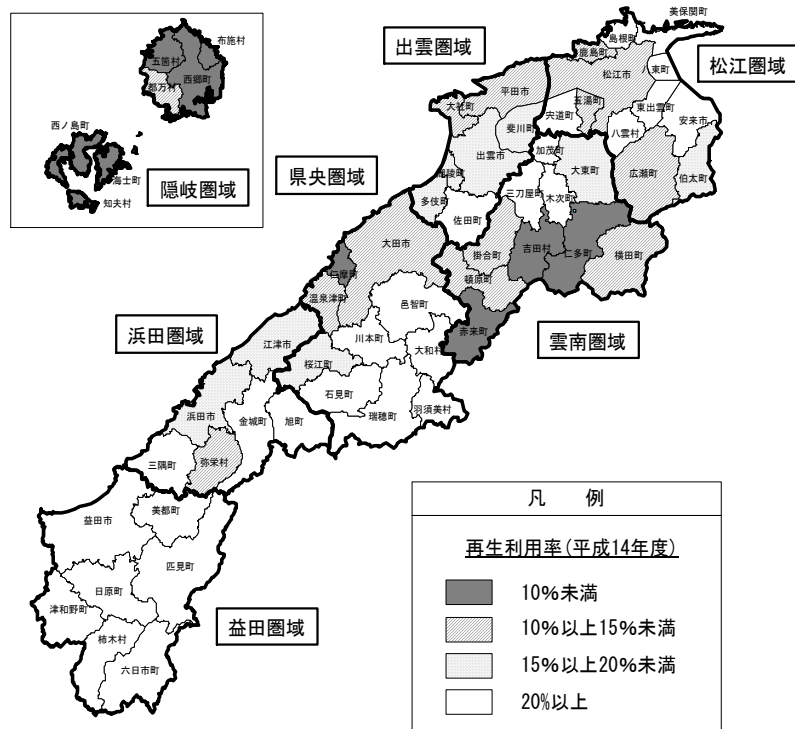 美保関町
島根町
鹿島町
八束町
松江市
松江圏域
出雲圏域
布施村
五箇村
西郷町
都万村
西ノ島町
海士町
知夫村
隠岐圏域
平田市
大社町
玉湯町
宍道町
東出雲町
安来市
斐川町
八雲村
出雲市
加茂町
大東町
広瀬町
伯太町
湖陵町
多伎町
佐田町
三刀屋町
木次町
県央圏域
大田市
掛合町
吉田村
仁多町
横田町
仁摩町
頓原町
温泉津町
邑智町
赤来町
雲南圏域
浜田圏域
川本町
江津市
大和村
桜江町
石見町
羽須美村
瑞穂町
浜田市
金城町
旭町
三隅町
弥栄村
益田市
美都町
匹見町
日原町
津和野町
柿木村
六日市町
益田圏域
凡 例
再生利用率(平成14年度)
10%未満
10%以上15%未満
15%以上20%未満
20%以上